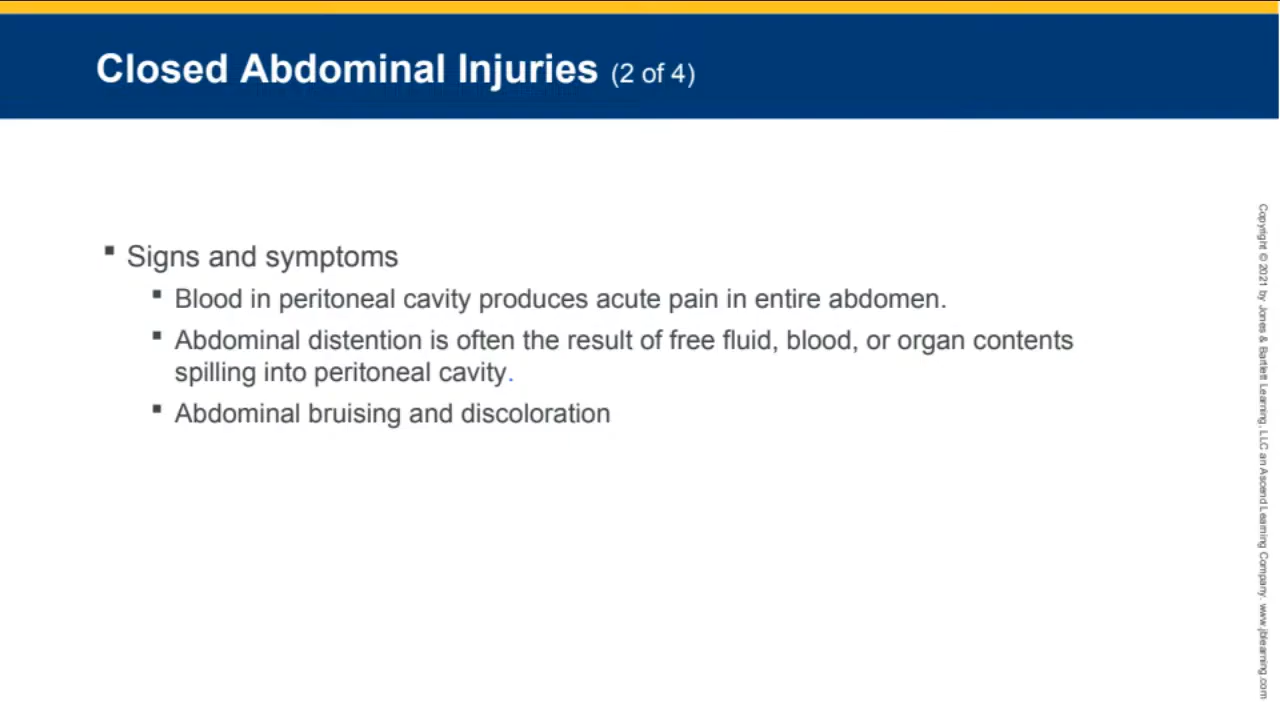 Closed Abdominal Injuries (2 of 4)
Signs and symptoms
Blood in peritoneal cavity produces acute pain in entire abdomen.
Abdominal distention is often the result of free fluid, blood, or organ contents
spilling into peritoneal cavity.
Abdominal bruising and discoloration
Copyright © 2021 by Jones & Bartlett Learning, LLC an Ascend Learning Company. www.jblearning.com